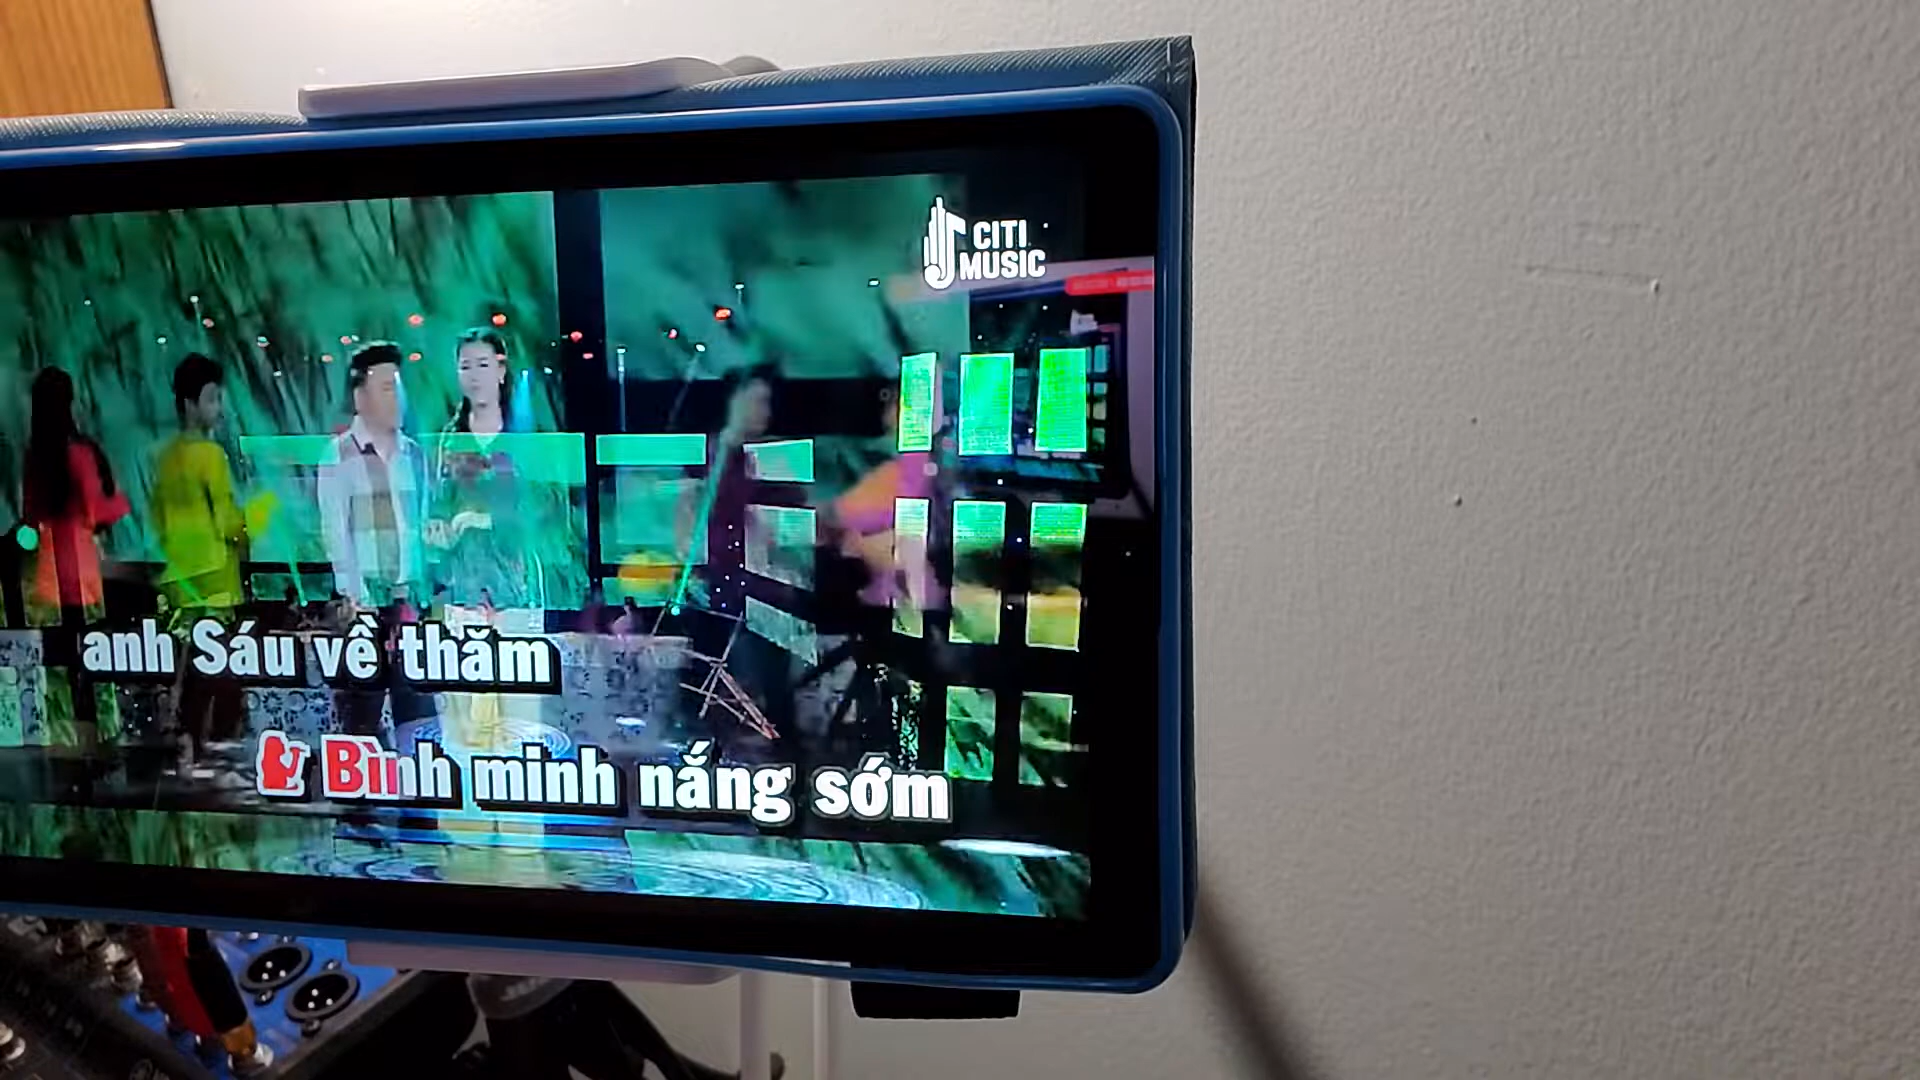 CITI
MUSIC
anh Sáu về thăm
Bình minh nắng sớm